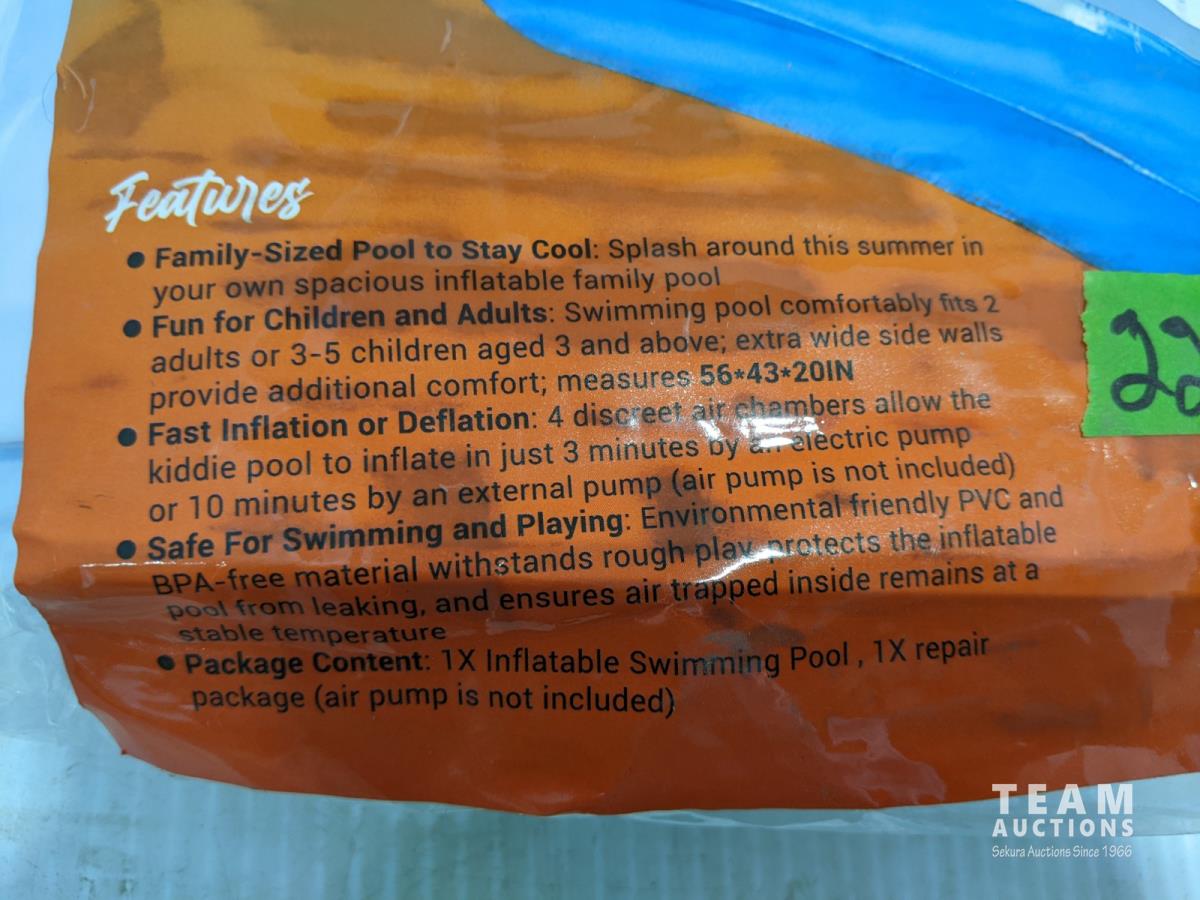 Features
• Family-Sized Pool to Stay Cool: Splash around this summer in
your own spacious inflatable family pool
• Fun for Children and Adults: Swimming pool comfortably fits 2
adults or 3-5 children aged 3 and above; extra wide side walls
provide additional comfort; measures 56*43*20IN
• Fast Inflation or Deflation: 4 discreet air chambers allow the
kiddie pool to inflate in just 3 minutes by an electric pump
or 10 minutes by an external pump (air pump is not included)
• Safe For Swimming and Playing: Environmental friendly PVC and
BPA-free material withstands rough play, protects the inflatable
pool from leaking, and ensures air trapped inside remains at a
stable temperature
• Package Content: 1X Inflatable Swimming Pool , 1X repair
package (air pump is not included)
TEAM
AUCTIONS
Sekura Auctions Since 1966